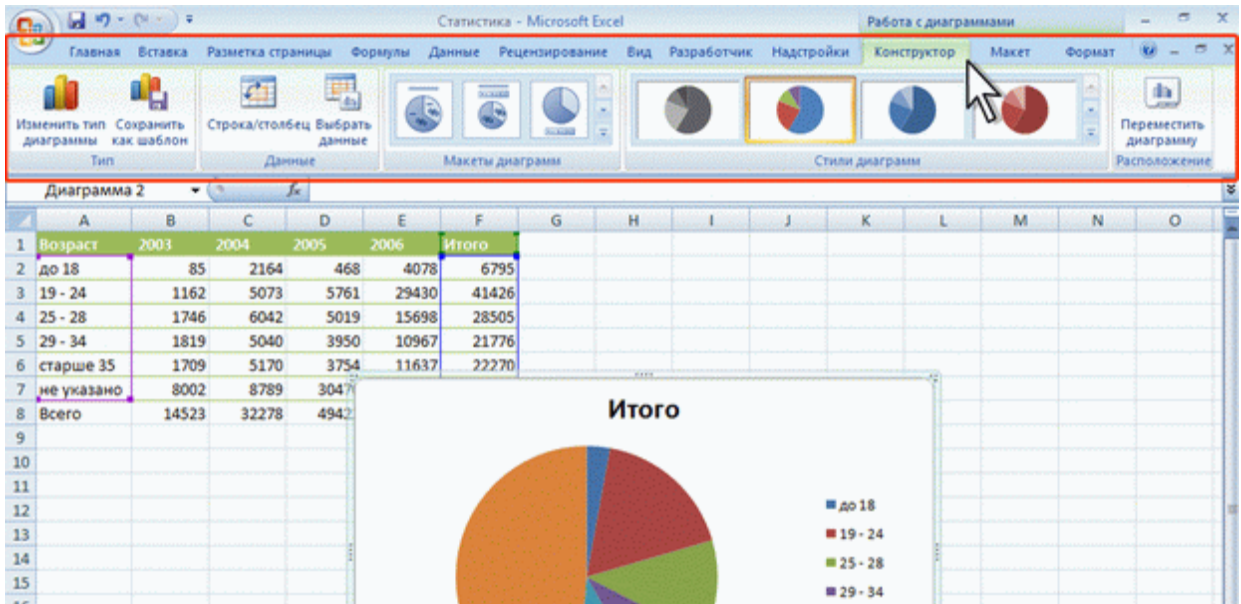 Статистика - Microsoft Excel Работа с диаграммами
Главная Вставка Разметка страницы Формулы Данные Рецензирование Вид Разработчик Надстройки Конструктор Макет Формат
Изменить тип диаграммы Сохранить как шаблон Строка/столбец Выбрать данные Переместить диаграмму
Тип Данные Макеты диаграмм Стили диаграмм Расположение
Диаграмма 2 fx
A B C D E F G H I J K L M N O
1 Возраст 2003 2004 2005 2006 Итого
2 до 18 85 2164 468 4078 6795
3 19 - 24 1162 5073 5761 29430 41426
4 25 - 28 1746 6042 5019 15698 28505
5 29 - 34 1819 5040 3950 10967 21776
6 старше 35 1709 5170 3754 11637 22270
7 не указано 8002 8789
8 Всего 14523 32278
Итого
9
10
11
12 до 18
13 19 - 24
14 25 - 28
15 29 - 34